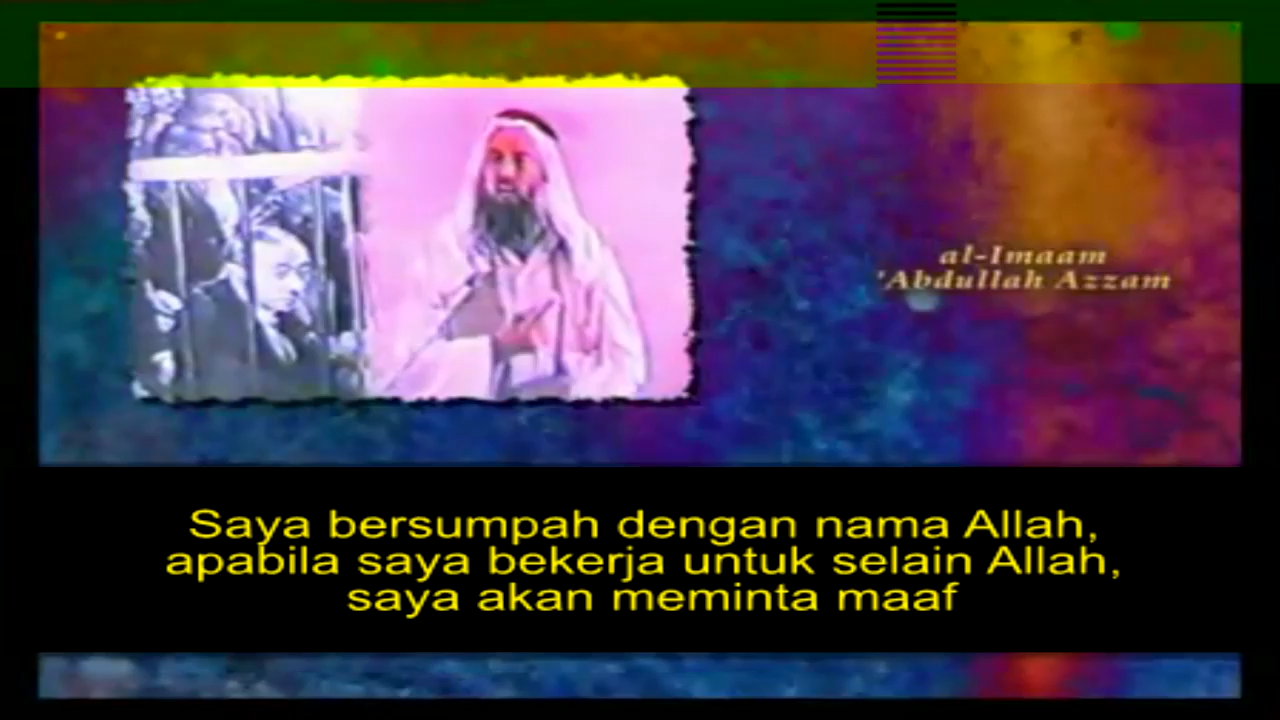 al-Imaam
'Abdullah Azzam
Saya bersumpah dengan nama Allah,
apabila saya bekerja untuk selain Allah,
saya akan meminta maaf